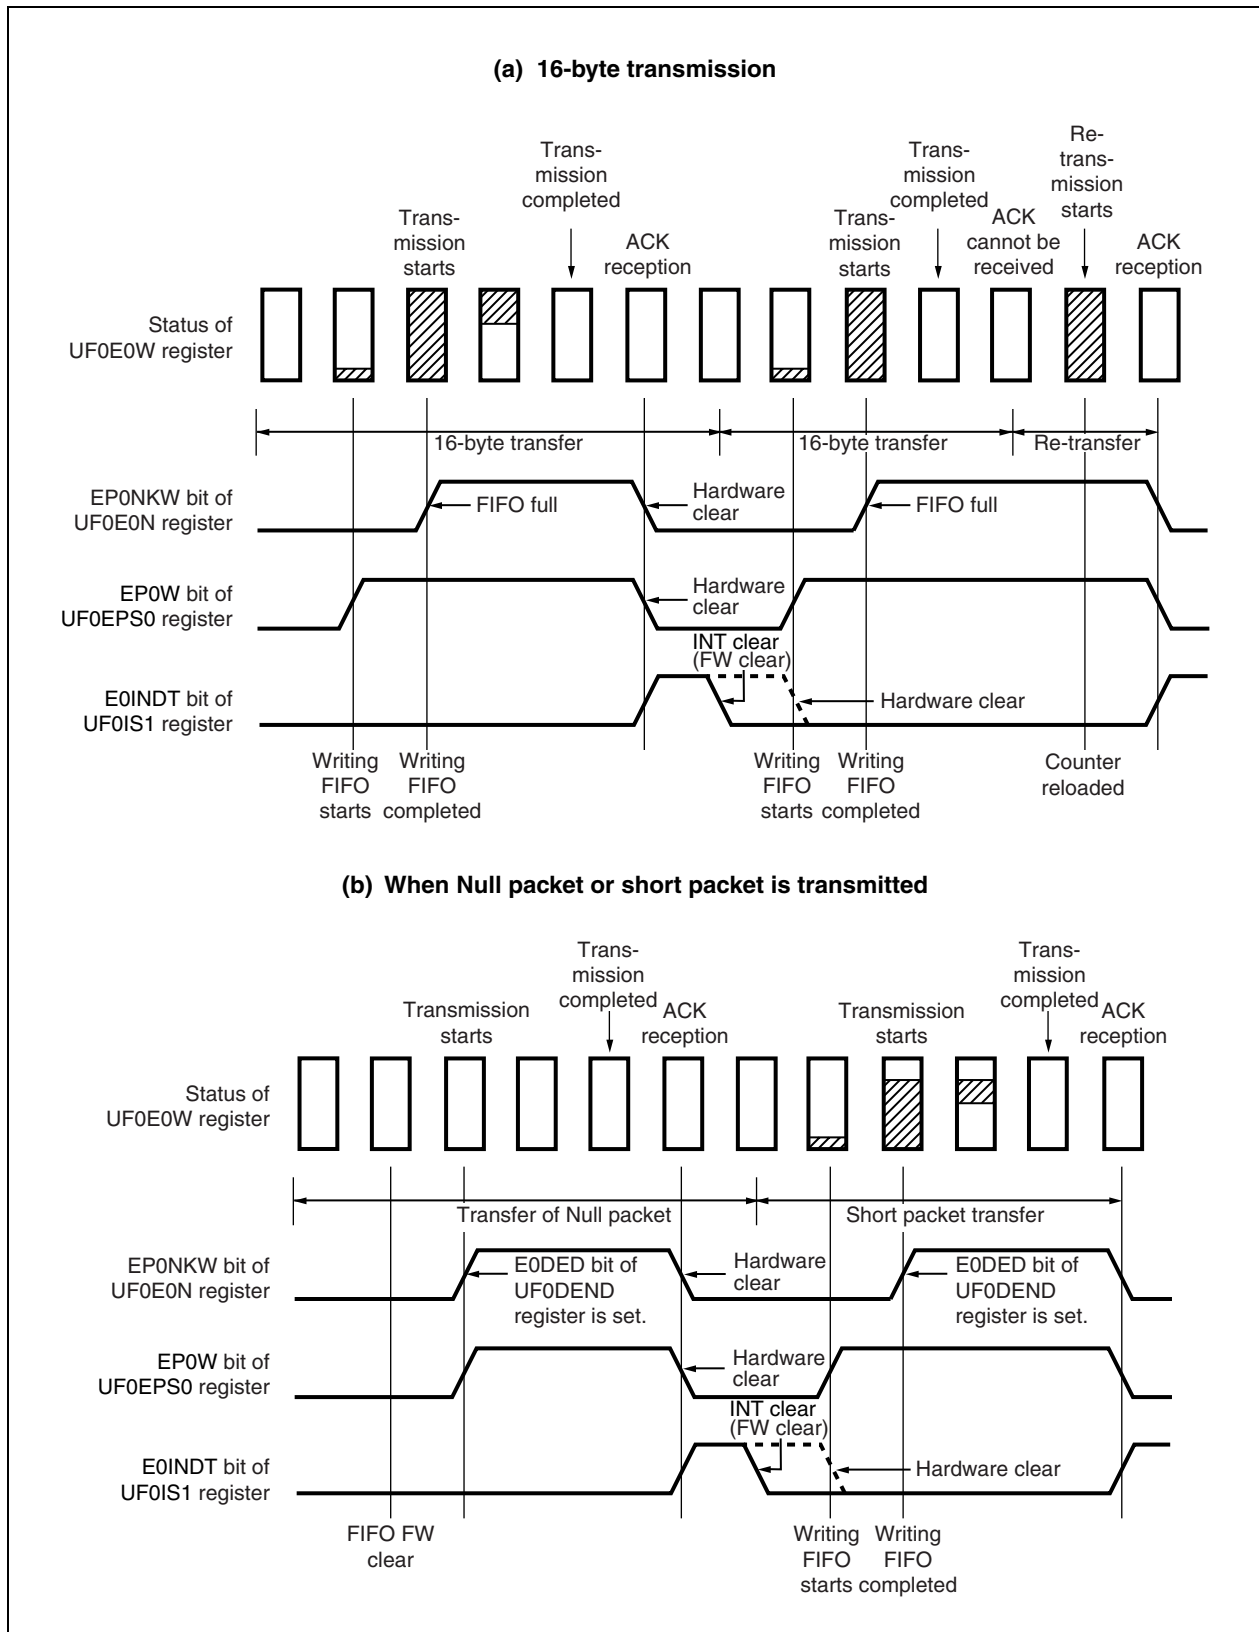 (a) 16-byte transmission
Trans-
mission
completed
Trans-
mission
starts
ACK
reception
Trans-
mission
completed
Trans-
mission
starts
ACK
cannot be
received
Re-
trans-
mission
starts
ACK
reception
Status of
UF0E0W register
16-byte transfer
16-byte transfer
Re-transfer
EP0NKW bit of
UF0E0N register
FIFO full
Hardware
clear
FIFO full
EP0W bit of
UF0EPS0 register
Hardware
clear
INT clear
(FW clear)
E0INDT bit of
UF0IS1 register
Hardware clear
Writing
FIFO
starts
Writing
FIFO
completed
Writing
FIFO
starts
Writing
FIFO
completed
Counter
reloaded
(b) When Null packet or short packet is transmitted
Transmission
starts
Trans-
mission
completed
ACK
reception
Transmission
starts
Trans-
mission
completed
ACK
reception
Status of
UF0E0W register
Transfer of Null packet
Short packet transfer
EP0NKW bit of
UF0E0N register
E0DED bit of
UF0DEND
register is set.
Hardware
clear
E0DED bit of
UF0DEND
register is set.
EP0W bit of
UF0EPS0 register
Hardware
clear
INT clear
(FW clear)
E0INDT bit of
UF0IS1 register
Hardware clear
FIFO FW
clear
Writing
FIFO
starts
Writing
FIFO
completed